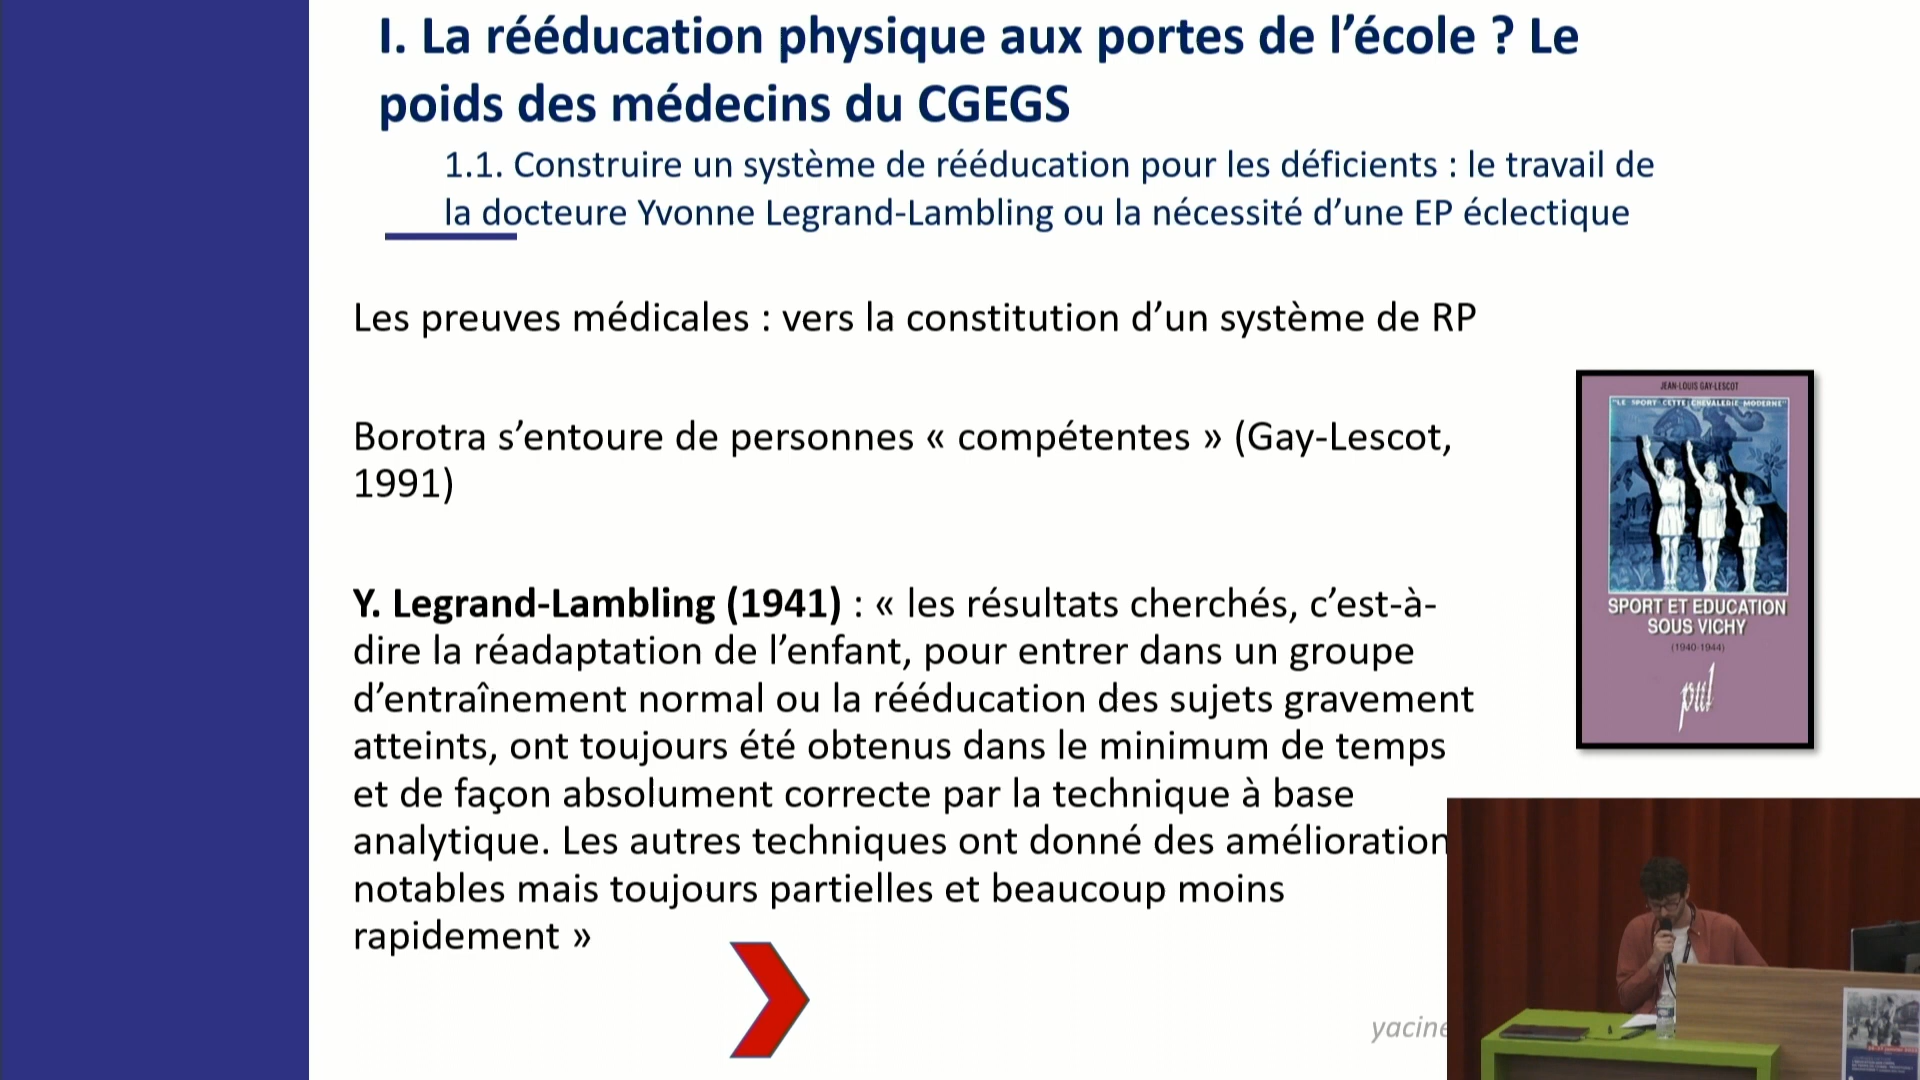 I. La rééducation physique aux portes de l’école ? Le
poids des médecins du CGEGS
1.1. Construire un système de rééducation pour les déficients : le travail de
la docteure Yvonne Legrand-Lambling ou la nécessité d’une EP éclectique
Les preuves médicales : vers la constitution d’un système de RP
Borotra s’entoure de personnes « compétentes » (Gay-Lescot,
1991)
Y. Legrand-Lambling (1941) : « les résultats cherchés, c’est-à-
dire la réadaptation de l’enfant, pour entrer dans un groupe
d’entraînement normal ou la rééducation des sujets gravement
atteints, ont toujours été obtenus dans le minimum de temps
et de façon absolument correcte par la technique à base
analytique. Les autres techniques ont donné des amélioration
notables mais toujours partielles et beaucoup moins
rapidement »
JEAN-LOUIS GAY-LESCOT
"LE SPORT CETTE CHEVALERIE MODERNE"
SPORT ET EDUCATION
SOUS VICHY
(1940-1944)
pul
yacine